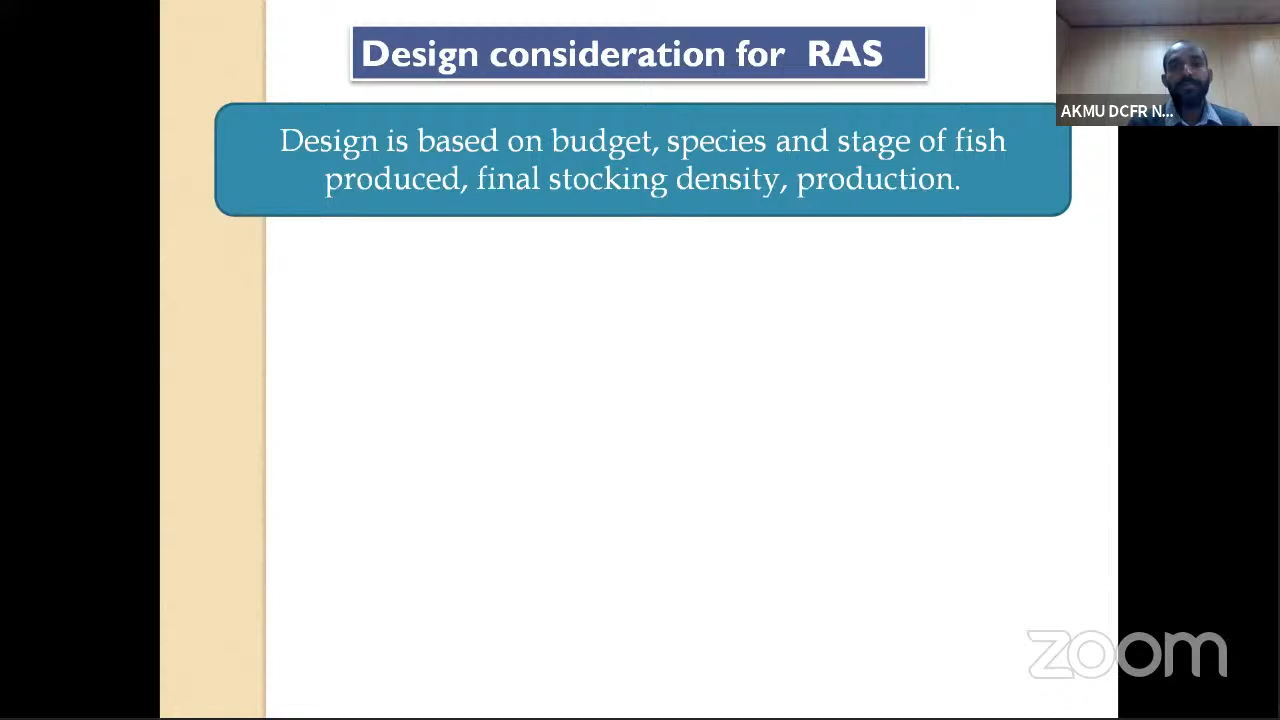 Design consideration for RAS
AKMU DCFR N...
Design is based on budget, species and stage of fish
produced, final stocking density, production.
zoom